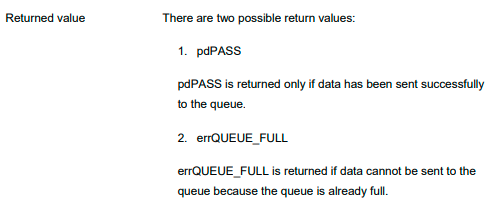 Returned value
There are two possible return values:
1. pdPASS
pdPASS is returned only if data has been sent successfully
to the queue.
2. errQUEUE_FULL
errQUEUE_FULL is returned if data cannot be sent to the
queue because the queue is already full.